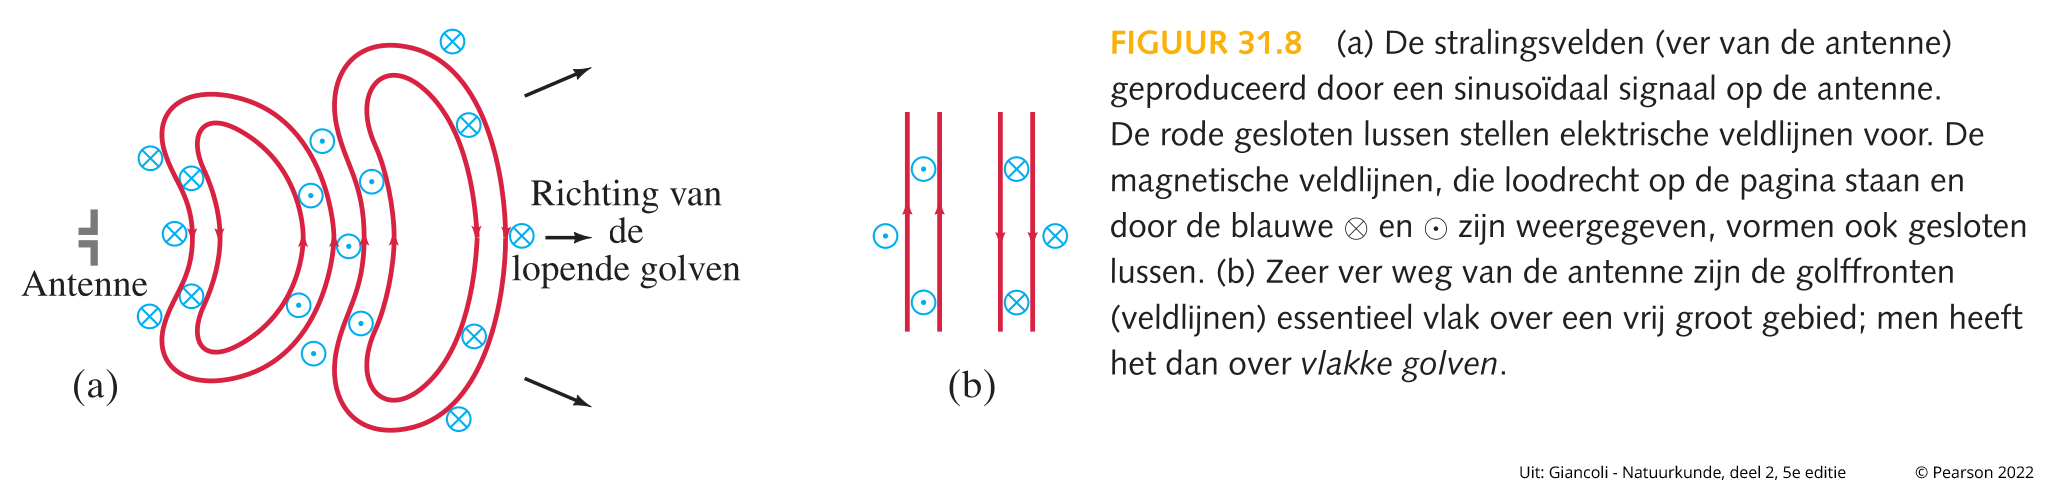 Antenne
(a)
Richting van
de
lopende golven
(b)
FIGUUR 31.8 (a) De stralingsvelden (ver van de antenne)
geproduceerd door een sinusoïdaal signaal op de antenne.
De rode gesloten lussen stellen elektrische veldlijnen voor. De
magnetische veldlijnen, die loodrecht op de pagina staan en
door de blauwe ⊗ en ⊙ zijn weergegeven, vormen ook gesloten
lussen. (b) Zeer ver weg van de antenne zijn de golffronten
(veldlijnen) essentieel vlak over een vrij groot gebied; men heeft
het dan over vlakke golven.
Uit: Giancoli - Natuurkunde, deel 2, 5e editie © Pearson 2022